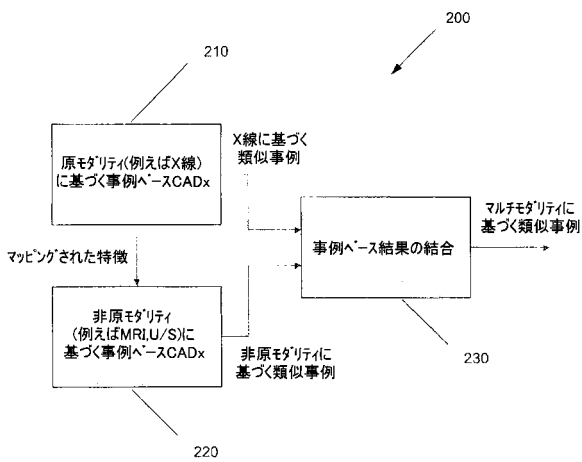 200
210
原モダリティ(例えばX線)
に基づく事例ベースCADx
X線に基づく
類似事例
マルチモダリティに
基づく類似事例
事例ベース結果の結合
マッピングされた特徴
非原モダリティ
(例えばMRI,U/S)に
基づく事例ベースCADx
非原モダリティに
基づく類似事例
230
220